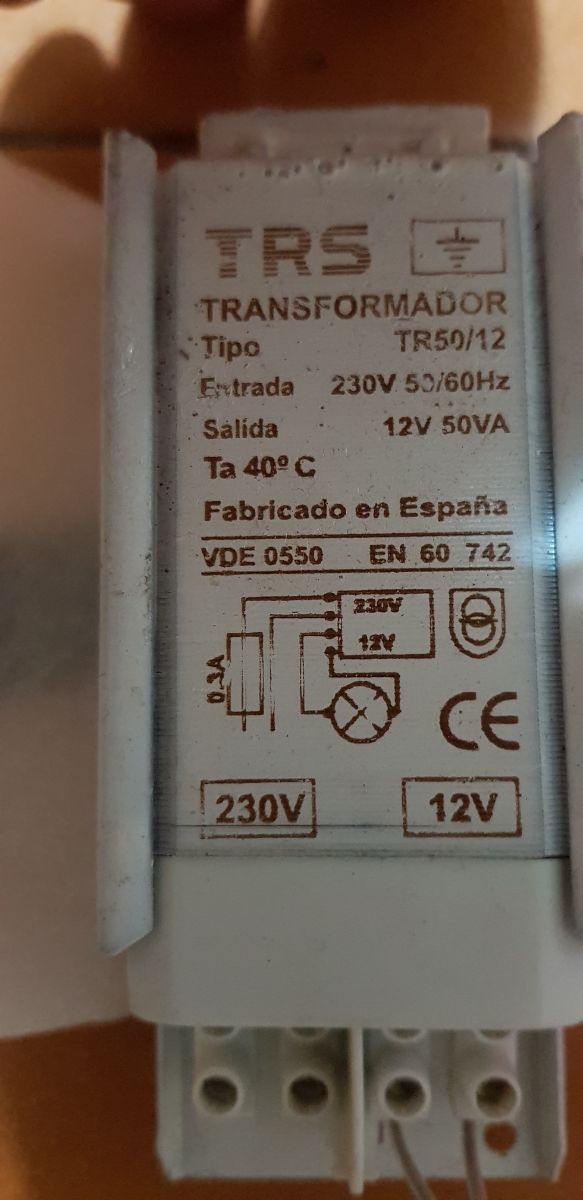 TRS
TRANSFORMADOR
Tipo TR50/12
Entrada 230V 50/60Hz
Salida 12V 50VA
Ta 40º C
Fabricado en España
VDE 0550 EN 60 742
230V
12V
0.3A
CE
230V 12V